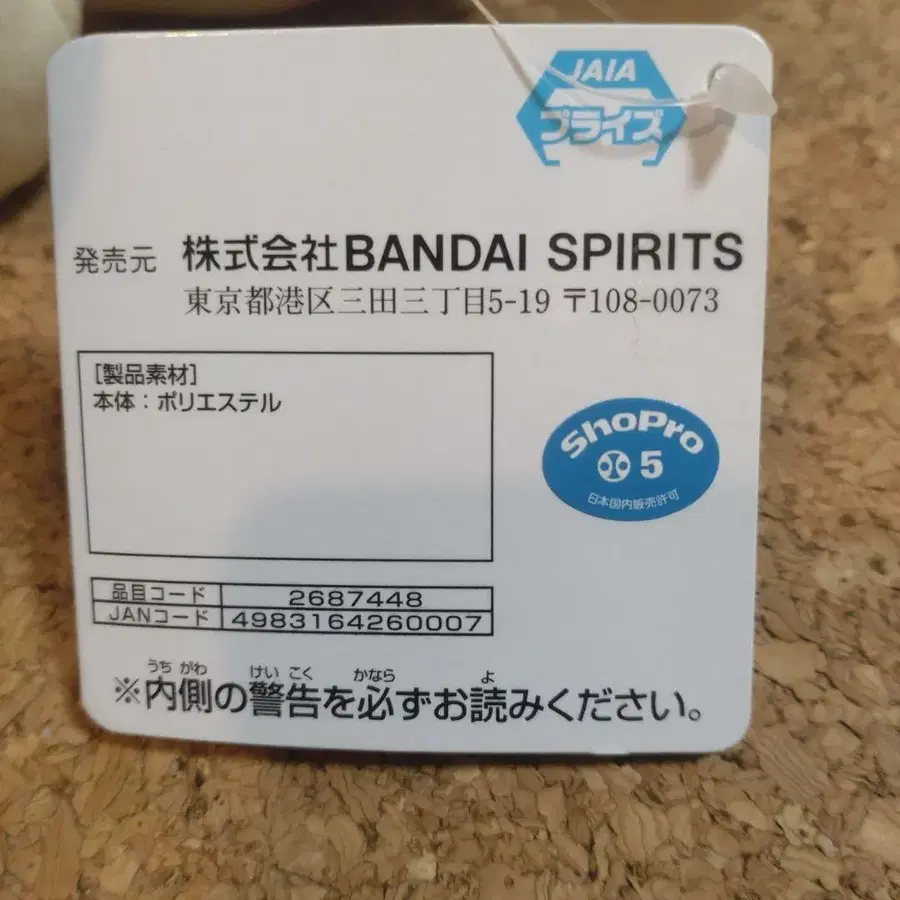 JAIA
プライズ
発売元 株式会社BANDAI SPIRITS
東京都港区三田三丁目5-19 〒108-0073
[製品素材]
本体：ポリエステル
ShoPro
5
日本国内販売許可
品目コード 2687448
JANコード 4983164260007
うち がわ けい こく かなら よ
※内側の警告を必ずお読みください。